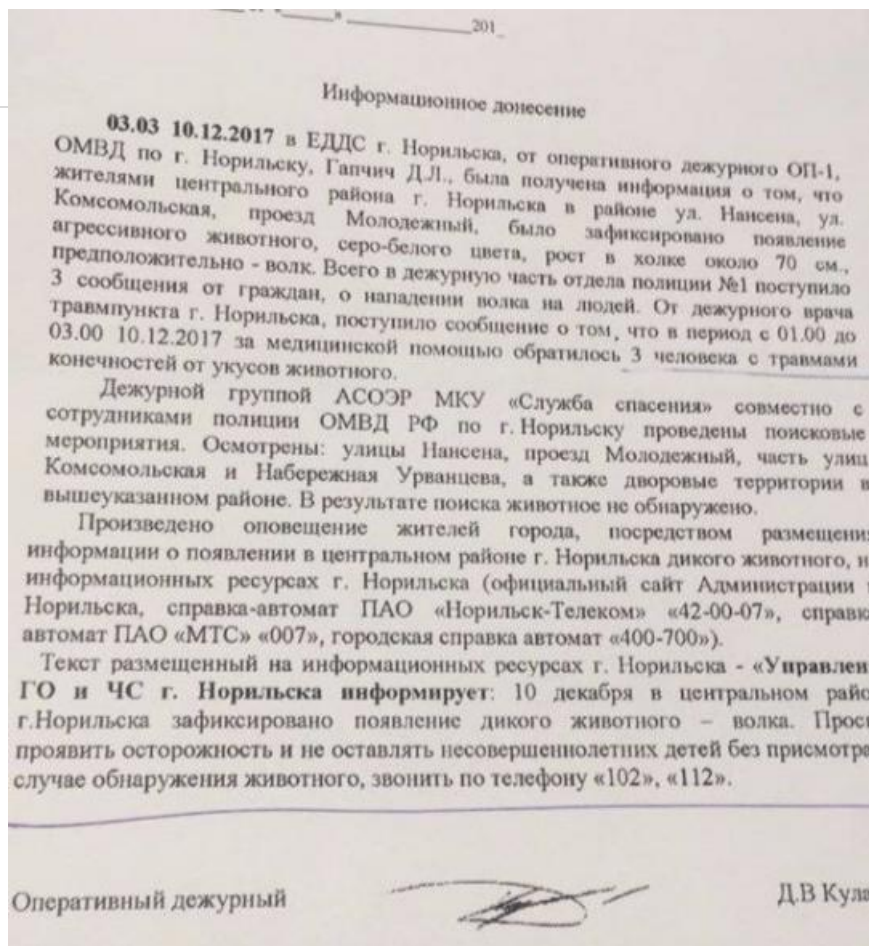 201_
Информационное донесение
03.03 10.12.2017 в ЕДДС г. Норильска, от оперативного дежурного ОП-1,
ОМВД по г. Норильску, Гапчич Д.Л., была получена информация о том, что
жителями центрального района г. Норильска в районе ул. Нансена, ул.
Комсомольская, проезд Молодежный, было зафиксировано появление
агрессивного животного, серо-белого цвета, рост в холке около 70 см.,
предположительно - волк. Всего в дежурную часть отдела полиции №1 поступило
3 сообщения от граждан, о нападении волка на людей. От дежурного врача
травмпункта г. Норильска, поступило сообщение о том, что в период с 01.00 до
03.00 10.12.2017 за медицинской помощью обратилось 3 человека с травмами
конечностей от укусов животного.
Дежурной группой АСОЭР МКУ «Служба спасения» совместно с
сотрудниками полиции ОМВД РФ по г. Норильску проведены поисковые
мероприятия. Осмотрены: улицы Нансена, проезд Молодежный, часть улиц
Комсомольская и Набережная Урванцева, а также дворовые территории в
вышеуказанном районе. В результате поиска животное не обнаружено.
Произведено оповещение жителей города, посредством размещени
информации о появлении в центральном районе г. Норильска дикого животного, н
информационных ресурсах г. Норильска (официальный сайт Администрации
Норильска, справка-автомат ПАО «Норильск-Телеком» «42-00-07», справк
автомат ПАО «МТС» «007», городская справка автомат «400-700»).
Текст размещенный на информационных ресурсах г. Норильска - «Управлен
ГО и ЧС г. Норильска информирует: 10 декабря в центральном райо
г.Норильска зафиксировано появление дикого животного – волка. Прос
проявить осторожность и не оставлять несовершеннолетних детей без присмотра
случае обнаружения животного, звонить по телефону «102», «112».
Оперативный дежурный Д.В Кула